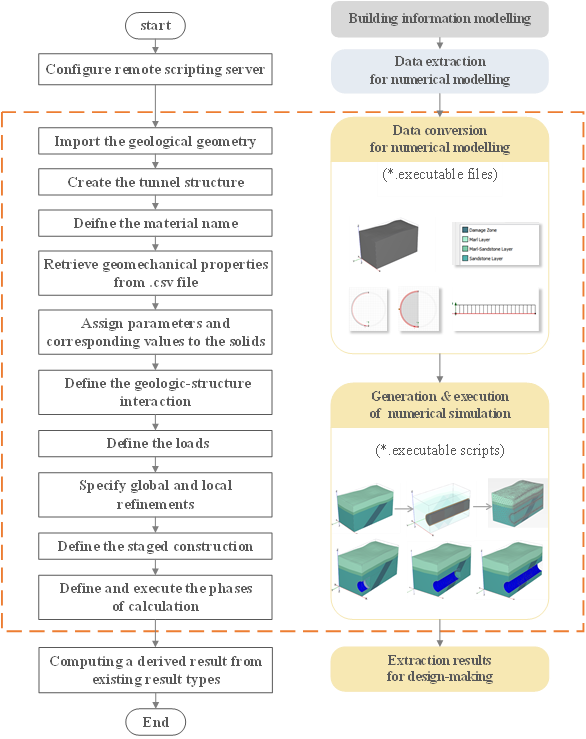 start
Configure remote scripting server
Import the geological geometry
Create the tunnel structure
Deifne the material name
Retrieve geomechanical properties
from .csv file
Assign parameters and
corresponding values to the solids
Define the geologic-structure
interaction
Define the loads
Specify global and local
refinements
Define the staged construction
Define and execute the phases
of calculation
Computing a derived result from
existing result types
End
Building information modelling
Data extraction
for numerical modelling
Data conversion
for numerical modelling
(*.executable files)
Damage Zone
Marl Layer
Marl-Sandstone Layer
Sandstone Layer
Generation & execution
of numerical simulation
(*.executable scripts)
Extraction results
for design-making